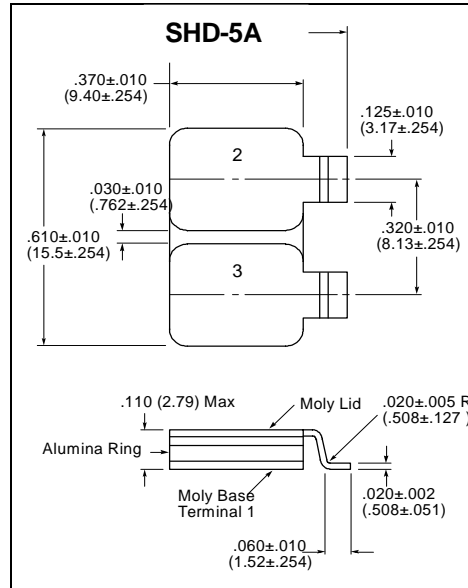 SHD-5A
.370±.010
(9.40±.254)
.125±.010
(3.17±.254)
2
.030±.010
(.762±.254)
.320±.010
(8.13±.254)
.610±.010
(15.5±.254)
3
.110 (2.79) Max
Moly Lid
.020±.005 R
(.508±.127 )
Alumina Ring
Moly Base
Terminal 1
.020±.002
(.508±.051)
.060±.010
(1.52±.254)